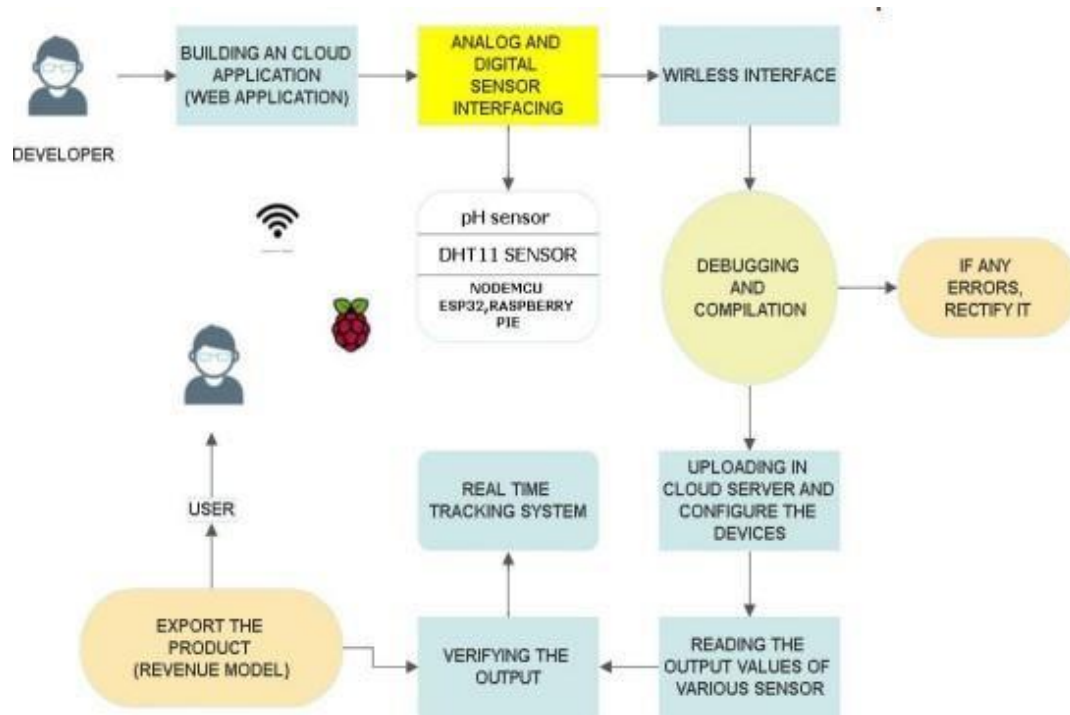 BUILDING AN CLOUD
APPLICATION
(WEB APPLICATION)
ANALOG AND
DIGITAL
SENSOR
INTERFACING
WIRLESS INTERFACE
DEVELOPER
pH sensor
DHT11 SENSOR
NODEMCU
ESP32,RASPBERRY
PIE
DEBUGGING
AND
COMPILATION
IF ANY
ERRORS,
RECTIFY IT
UPLOADING IN
CLOUD SERVER AND
CONFIGURE THE
DEVICES
REAL TIME
TRACKING SYSTEM
USER
EXPORT THE
PRODUCT
(REVENUE MODEL)
VERIFYING THE
OUTPUT
READING THE
OUTPUT VALUES OF
VARIOUS SENSOR